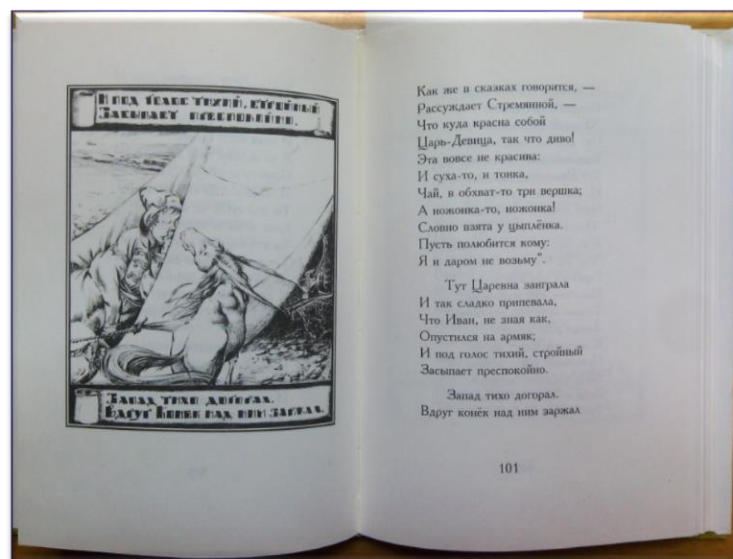 И под голос тихий, стройный
Засыпает преспокойно.
Запад тихо догорал.
Вдруг Конек над ним заржал.
Как же в сказках говорится, —
Рассуждает Стремянной, —
Что куда красна собой
Царь-Девица, так что диво!
Эта вовсе не красива:
И суха-то, и тонка,
Чай, в обхват-то три вершка;
А ножонка-то, ножонка!
Словно взята у цыплёнка.
Пусть полюбится кому:
Я и даром не возьму".
Тут Царевна заиграла
И так сладко припевала,
Что Иван, не зная как,
Опустился на армяк;
И под голос тихий, стройный
Засыпает преспокойно.
Запад тихо догорал.
Вдруг конёк над ним заржал
101